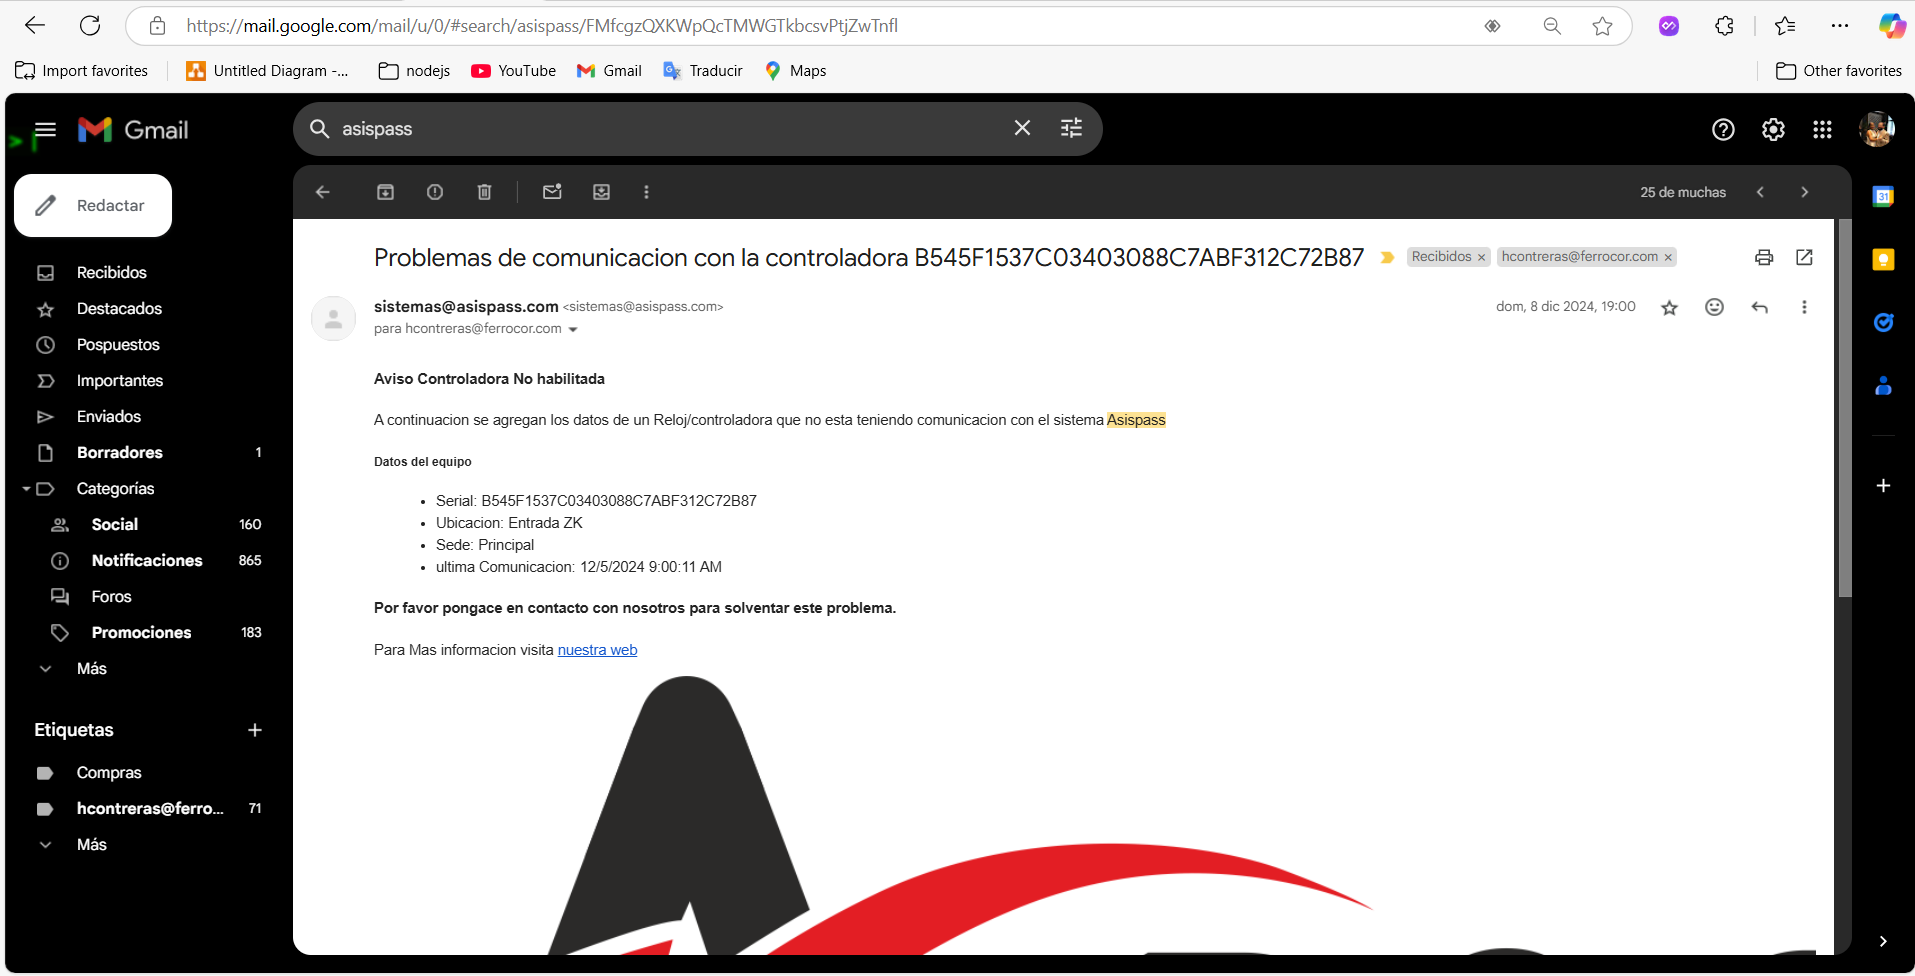 https://mail.google.com/mail/u/0/#search/asispass/FMfcgzQXKWpQcTMWGTkbcsvPtjZwTnfl
Import favorites
Untitled Diagram -...
nodejs
YouTube
Gmail
Traducir
Maps
Other favorites
Gmail
asispass
Redactar
25 de muchas
Recibidos
Destacados
Pospuestos
Importantes
Enviados
Borradores 1
Categorías
Social 160
Notificaciones 865
Foros
Promociones 183
Más
Etiquetas
Compras
hcontreras@ferro... 71
Más
Problemas de comunicacion con la controladora B545F1537C03403088C7ABF312C72B87
Recibidos ×
hcontreras@ferrocor.com ×
sistemas@asispass.com <sistemas@asispass.com>
dom, 8 dic 2024, 19:00
para hcontreras@ferrocor.com
Aviso Controladora No habilitada
A continuacion se agregan los datos de un Reloj/controladora que no esta teniendo comunicacion con el sistema Asispass
Datos del equipo
• Serial: B545F1537C03403088C7ABF312C72B87
• Ubicacion: Entrada ZK
• Sede: Principal
• ultima Comunicacion: 12/5/2024 9:00:11 AM
Por favor pongace en contacto con nosotros para solventar este problema.
Para Mas informacion visita nuestra web
31